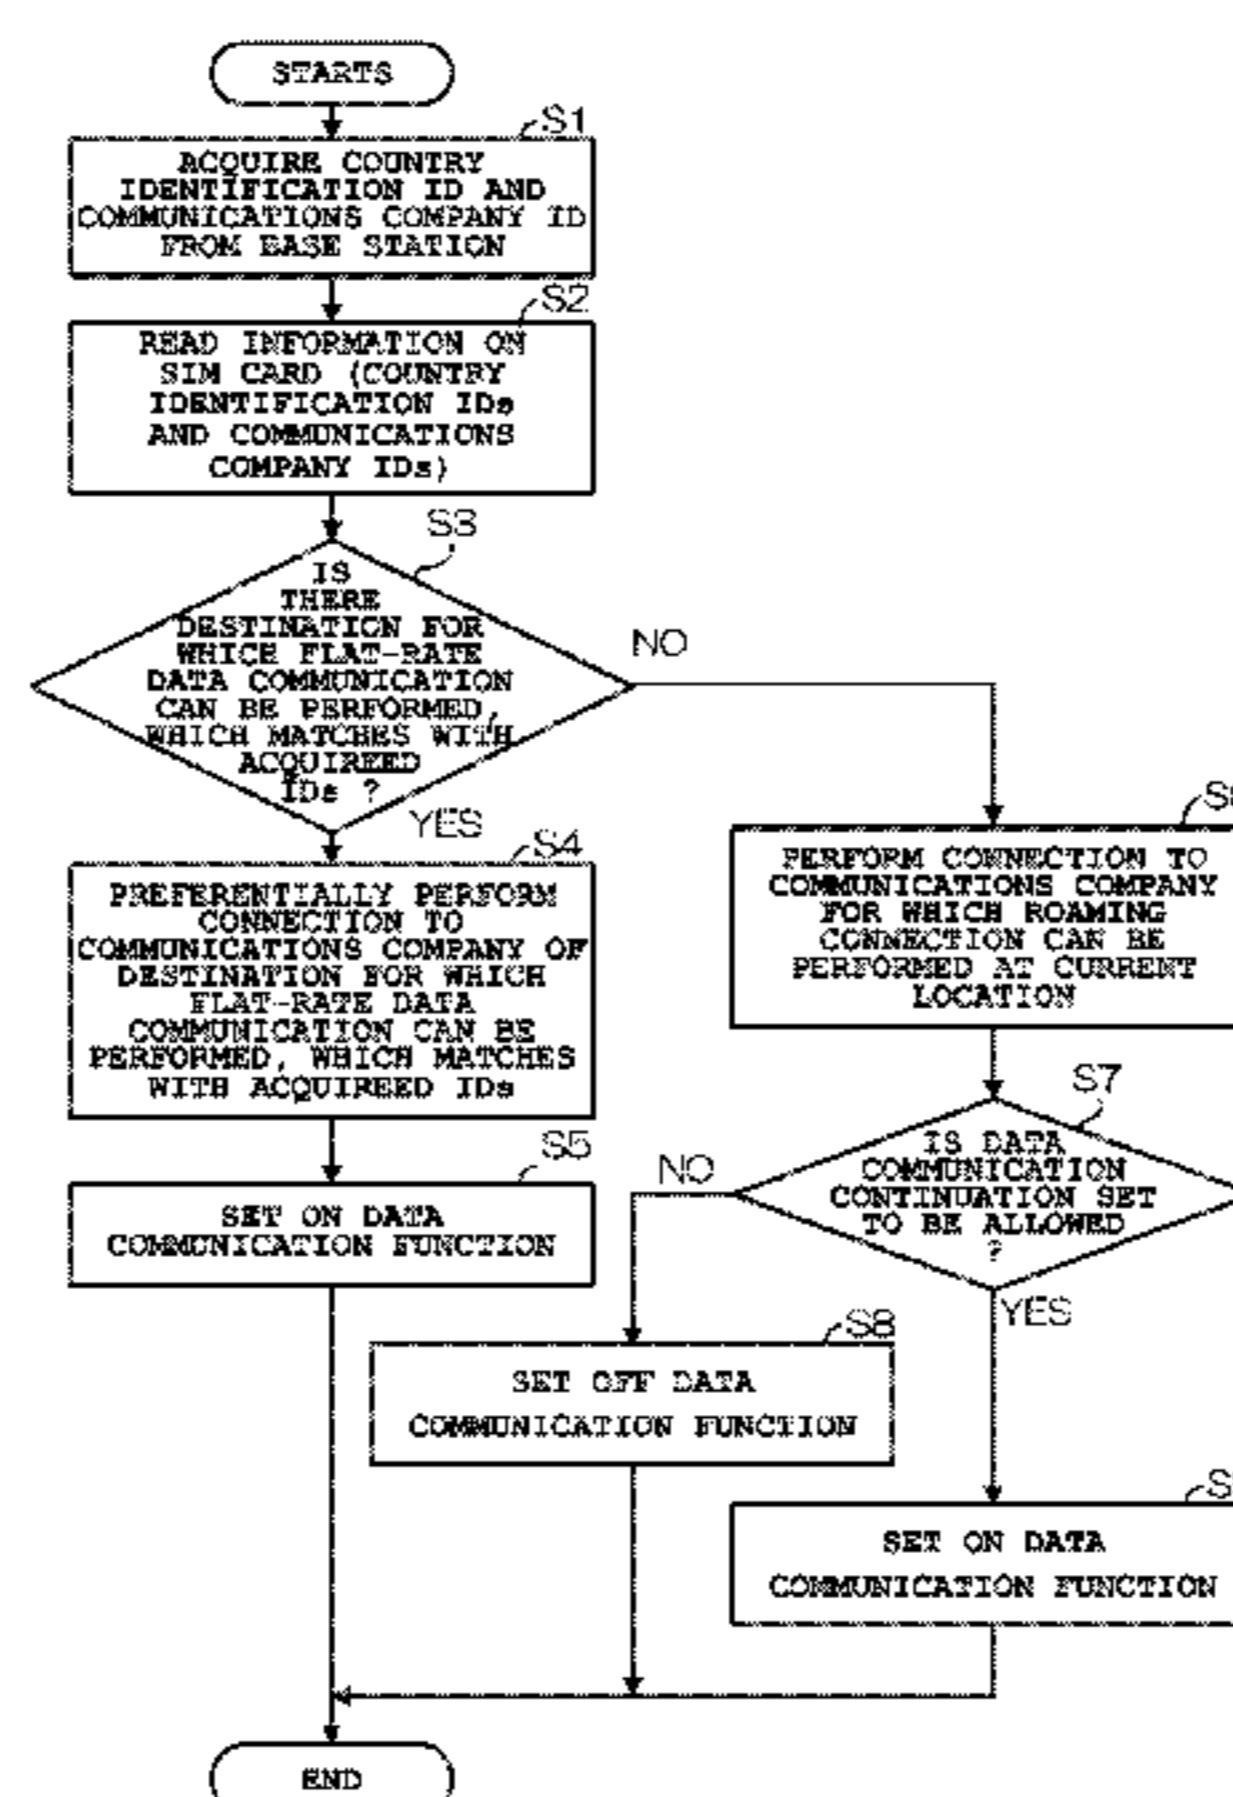 STARTS
S1
ACQUIRE COUNTRY
IDENTIFICATION ID AND
COMMUNICATIONS COMPANY ID
FROM BASE STATION
S2
READ INFORMATION ON
SIM CARD (COUNTRY
IDENTIFICATION IDs
AND COMMUNICATIONS
COMPANY IDs)
S3
IS
THERE
DESTINATION FOR
WHICH FLAT-RATE
DATA COMMUNICATION
CAN BE PERFORMED,
WHICH MATCHES WITH
ACQUIREED
IDs ?
NO
YES
S4
PREFERENTIALLY PERFORM
CONNECTION TO
COMMUNICATIONS COMPANY OF
DESTINATION FOR WHICH
FLAT-RATE DATA
COMMUNICATION CAN BE
PERFORMED, WHICH MATCHES
WITH ACQUIREED IDs
S5
SET ON DATA
COMMUNICATION FUNCTION
PERFORM CONNECTION TO
COMMUNICATIONS COMPANY
FOR WHICH ROAMING
CONNECTION CAN BE
PERFORMED AT CURRENT
LOCATION
S7
IS DATA
COMMUNICATION
CONTINUATION SET
TO BE ALLOWED
?
NO
YES
S8
SET OFF DATA
COMMUNICATION FUNCTION
SET ON DATA
COMMUNICATION FUNCTION
END